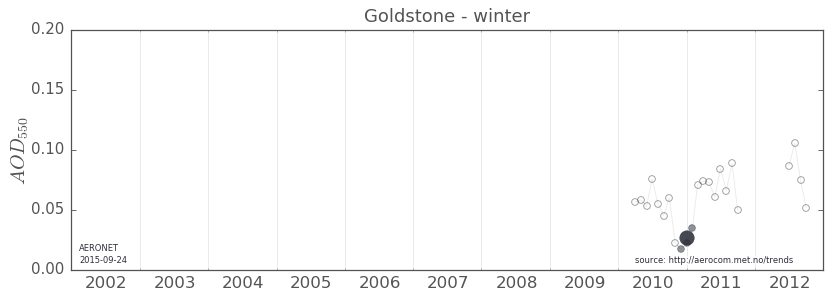 Goldstone - winter
0.20
0.15
0.10
0.05
0.00
AOD550
AERONET
2015-09-24
source: http://aerocom.met.no/trends
2002 2003 2004 2005 2006 2007 2008 2009 2010 2011 2012